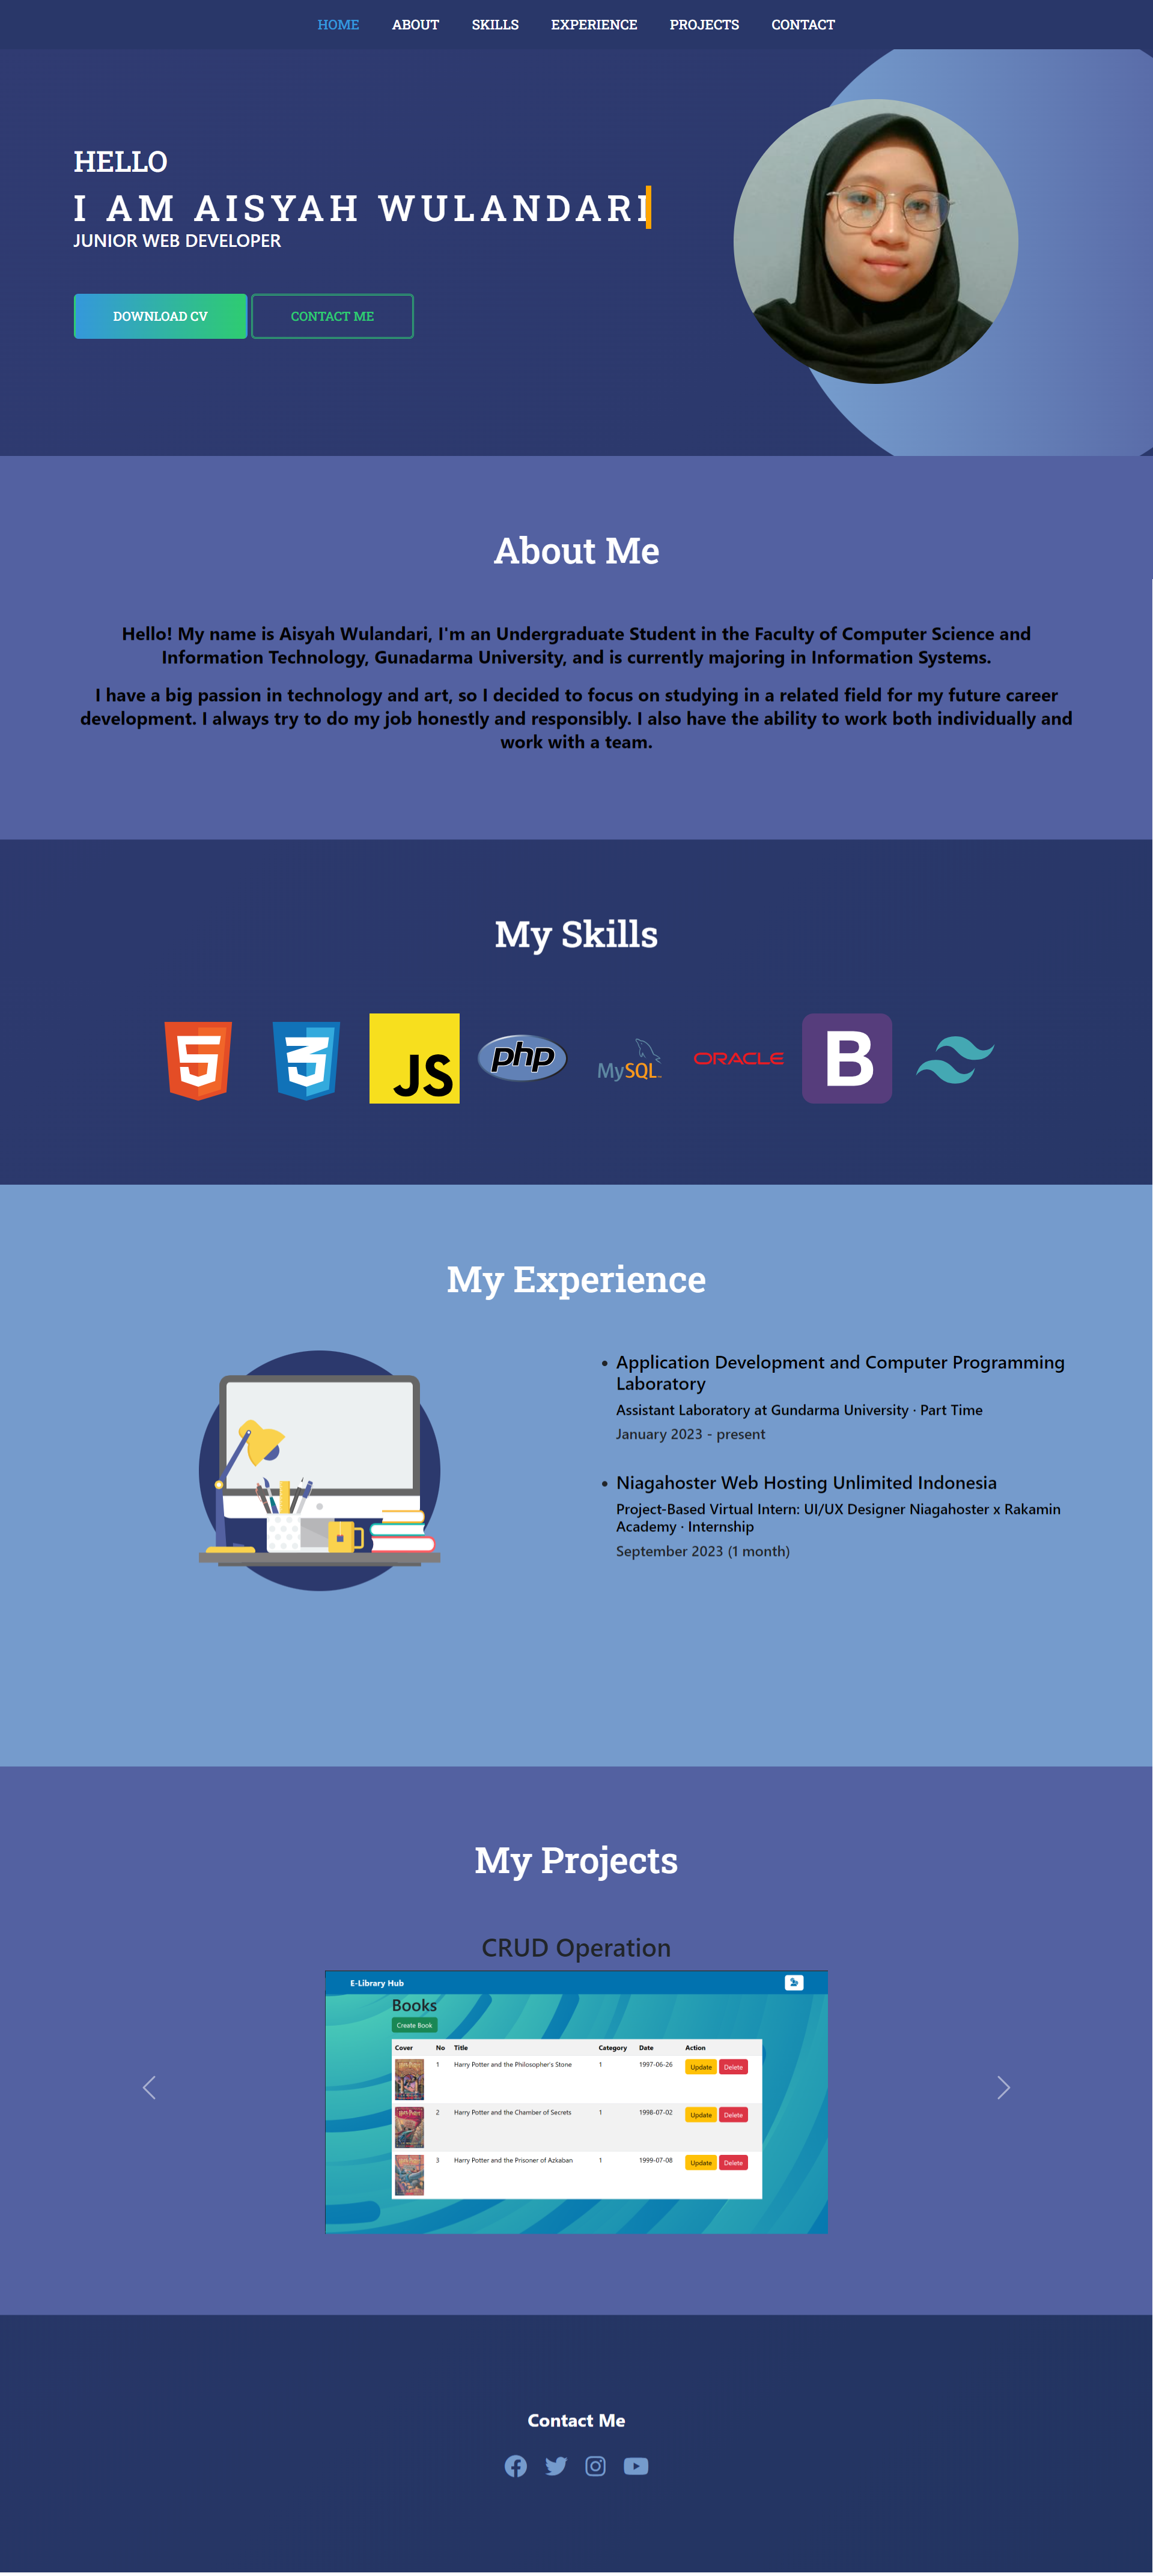 HOME ABOUT SKILLS EXPERIENCE PROJECTS CONTACT
HELLO
I AM AISYAH WULANDARI
JUNIOR WEB DEVELOPER
DOWNLOAD CV CONTACT ME
About Me
Hello! My name is Aisyah Wulandari, I'm an Undergraduate Student in the Faculty of Computer Science and
Information Technology, Gunadarma University, and is currently majoring in Information Systems.
I have a big passion in technology and art, so I decided to focus on studying in a related field for my future career
development. I always try to do my job honestly and responsibly. I also have the ability to work both individually and
work with a team.
My Skills
5 3 JS php MySQL ORACLE B
My Experience
• Application Development and Computer Programming
Laboratory
Assistant Laboratory at Gundarma University · Part Time
January 2023 - present
• Niagahoster Web Hosting Unlimited Indonesia
Project-Based Virtual Intern: UI/UX Designer Niagahoster x Rakamin
Academy · Internship
September 2023 (1 month)
My Projects
CRUD Operation
E-Library Hub
Books
Create Book
Cover No Title Category Date Action
1 Harry Potter and the Philosopher's Stone 1 1997-06-26 Update Delete
2 Harry Potter and the Chamber of Secrets 1 1998-07-02 Update Delete
3 Harry Potter and the Prisoner of Azkaban 1 1999-07-08 Update Delete
Contact Me